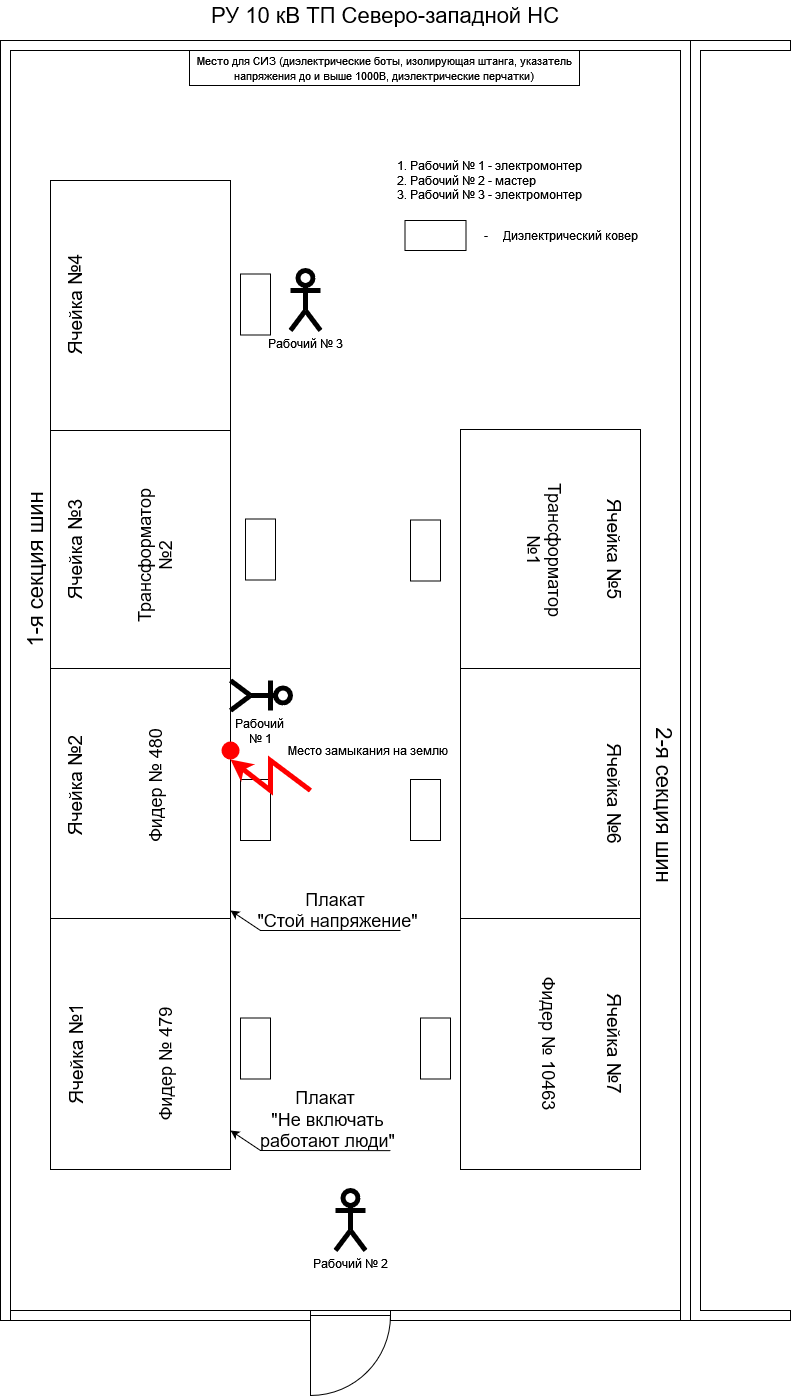 РУ 10 кВ ТП Северо-западной НС
Место для СИЗ (диэлектрические боты, изолирующая штанга, указатель
напряжения до и выше 1000В, диэлектрические перчатки)
1. Рабочий № 1 - электромонтер
2. Рабочий № 2 - мастер
3. Рабочий № 3 - электромонтер
- Диэлектрический ковер
Ячейка №4
Рабочий № 3
1-я секция шин
Ячейка №3
Трансформатор
№2
Трансформатор
№1
Ячейка №5
Рабочий
№ 1
Место замыкания на землю
Ячейка №2
Фидер № 480
Ячейка №6
2-я секция шин
Плакат
"Стой напряжение"
Ячейка №1
Фидер № 479
Фидер № 10463
Ячейка №7
Плакат
"Не включать
работают люди"
Рабочий № 2